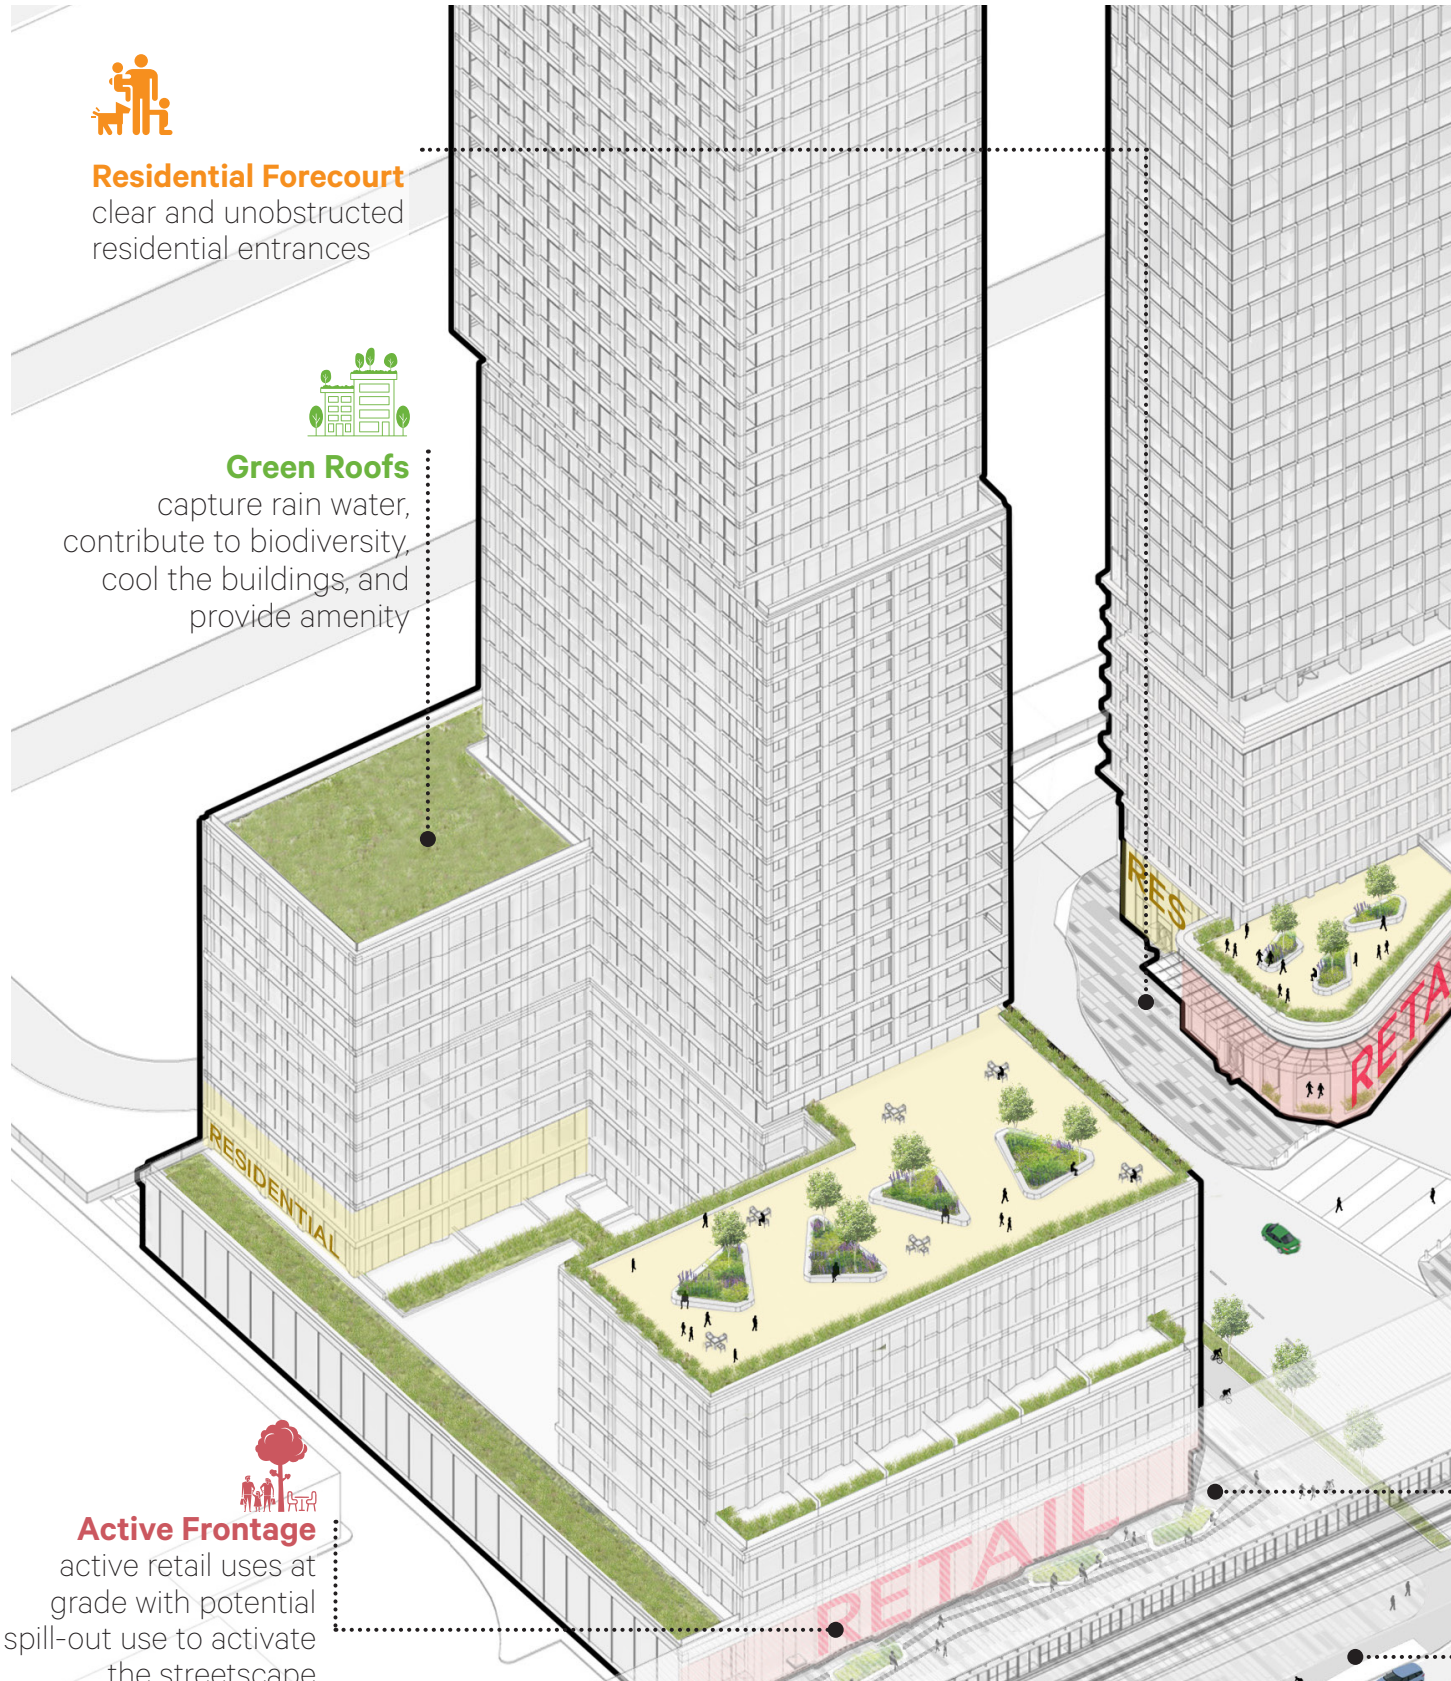 Residential Forecourt
clear and unobstructed
residential entrances
Green Roofs
capture rain water,
contribute to biodiversity,
cool the buildings, and
provide amenity
RES
RETA
RESIDENTIAL
Active Frontage
active retail uses at
grade with potential
spill-out use to activate
the streetscape
RETAIL